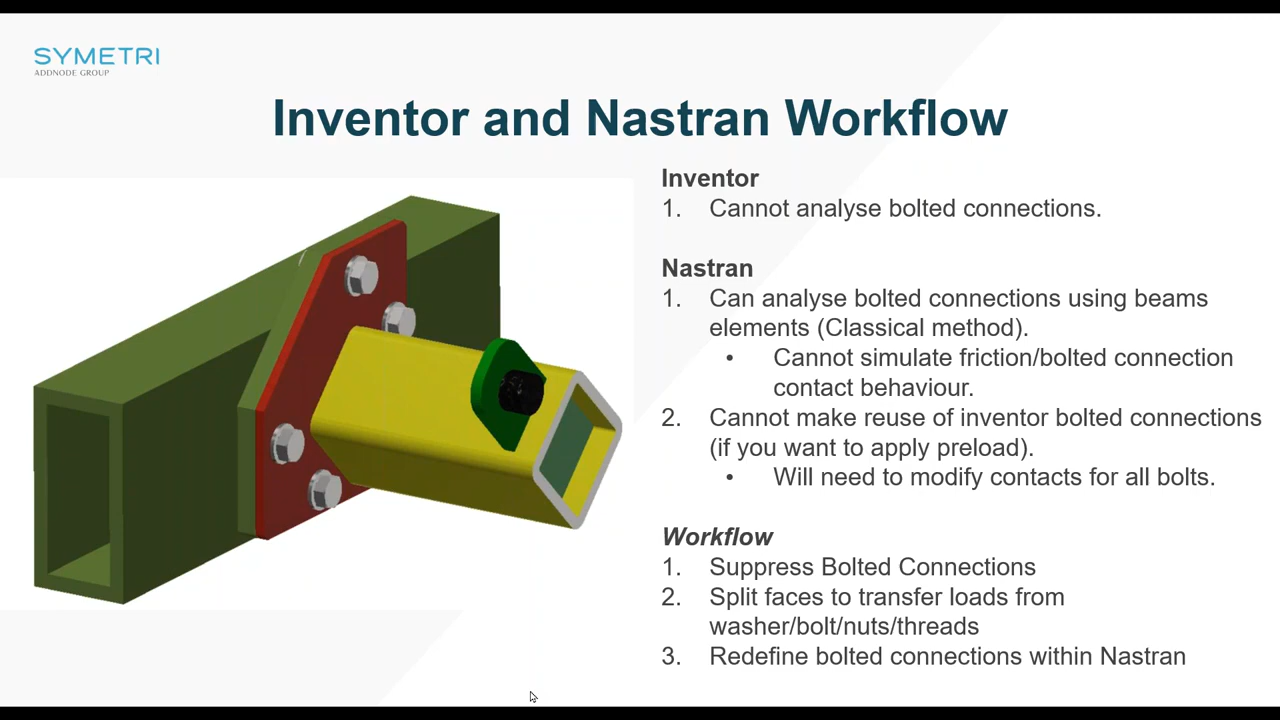 SYMETRI
ADDNODE GROUP
Inventor and Nastran Workflow
Inventor
1. Cannot analyse bolted connections.
Nastran
1. Can analyse bolted connections using beams
elements (Classical method).
• Cannot simulate friction/bolted connection
contact behaviour.
2. Cannot make reuse of inventor bolted connections
(if you want to apply preload).
• Will need to modify contacts for all bolts.
Workflow
1. Suppress Bolted Connections
2. Split faces to transfer loads from
washer/bolt/nuts/threads
3. Redefine bolted connections within Nastran